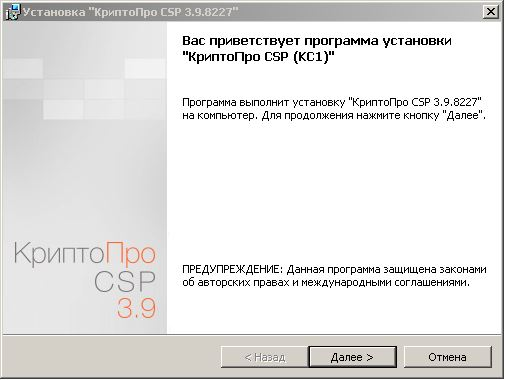 Установка "КриптоПро CSP 3.9.8227"
Вас приветствует программа установки
"КриптоПро CSP (KC1)"
Программа выполнит установку "КриптоПро CSP 3.9.8227"
на компьютер. Для продолжения нажмите кнопку "Далее".
КриптоПро
CSP
3.9
ПРЕДУПРЕЖДЕНИЕ: Данная программа защищена законами
об авторских правах и международными соглашениями.
< Назад
Далее >
Отмена